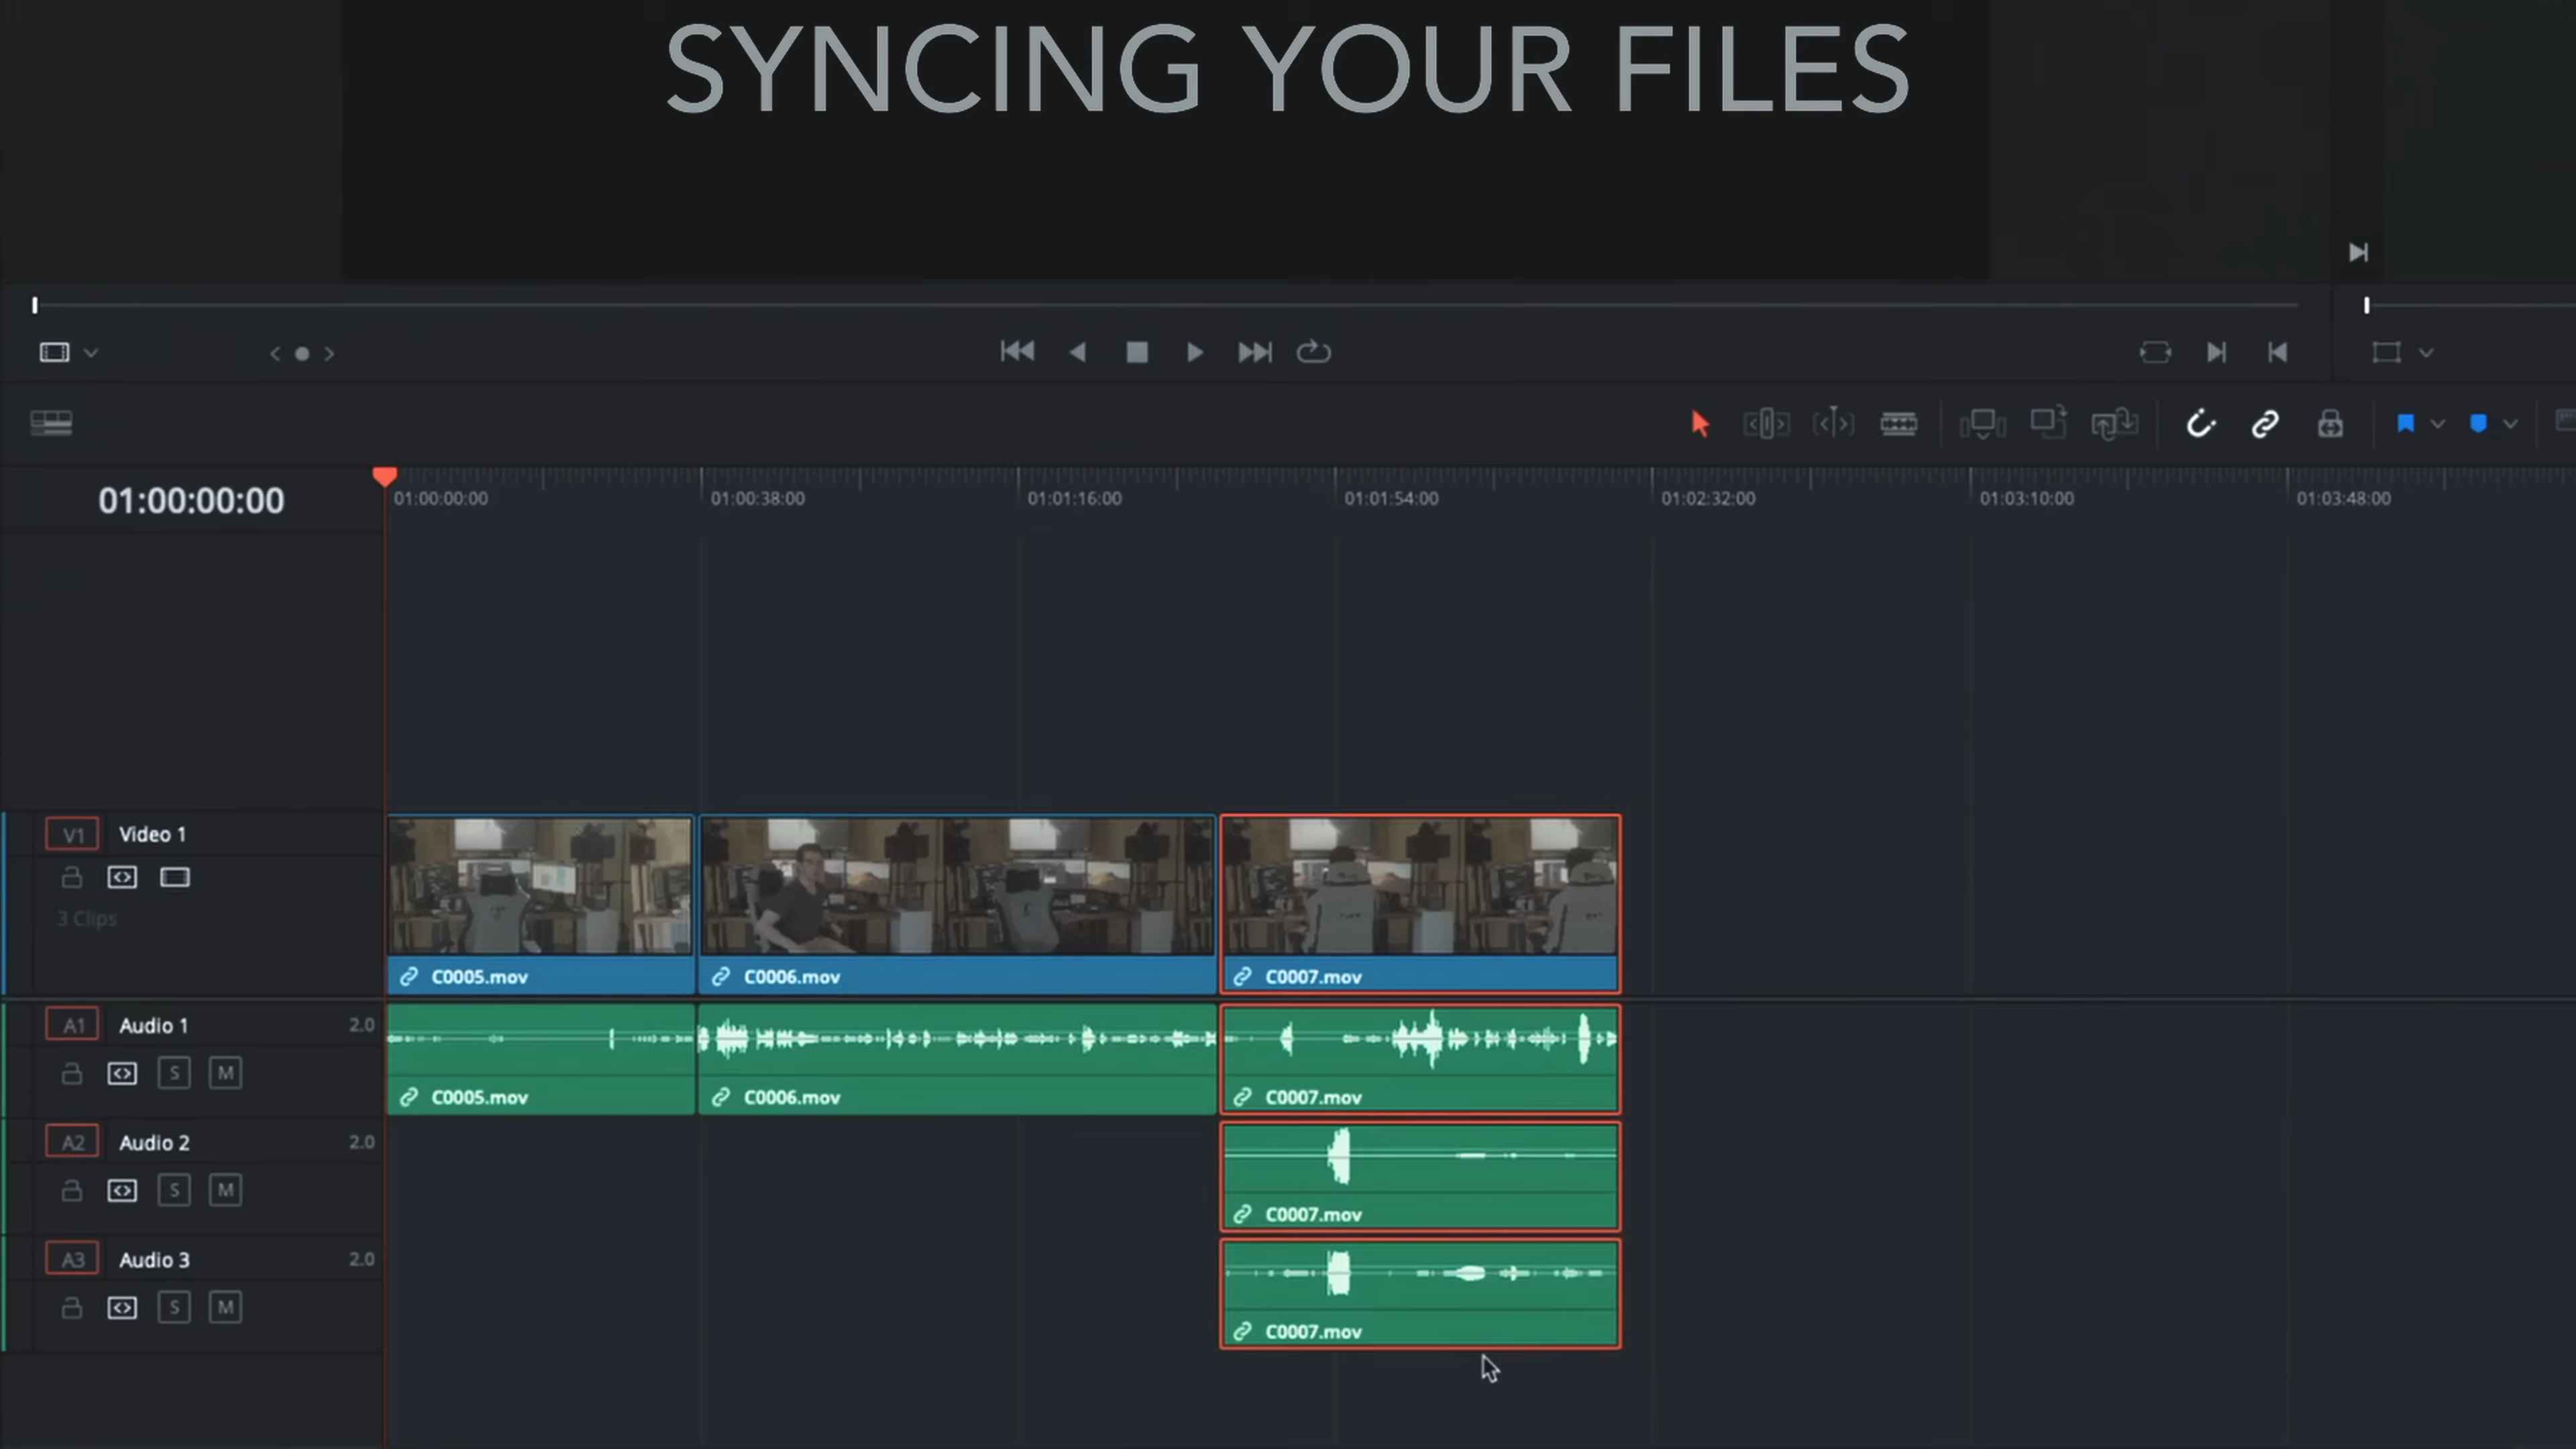 SYNCING YOUR FILES
01:00:00:00
01:00:00:00
01:00:38:00
01:01:16:00
01:01:54:00
01:02:32:00
01:03:10:00
01:03:48:00
V1 Video 1
3 Clips
C0005.mov
C0006.mov
C0007.mov
A1 Audio 1 2.0
S M
C0005.mov
C0006.mov
C0007.mov
A2 Audio 2 2.0
S M
C0007.mov
A3 Audio 3 2.0
S M
C0007.mov